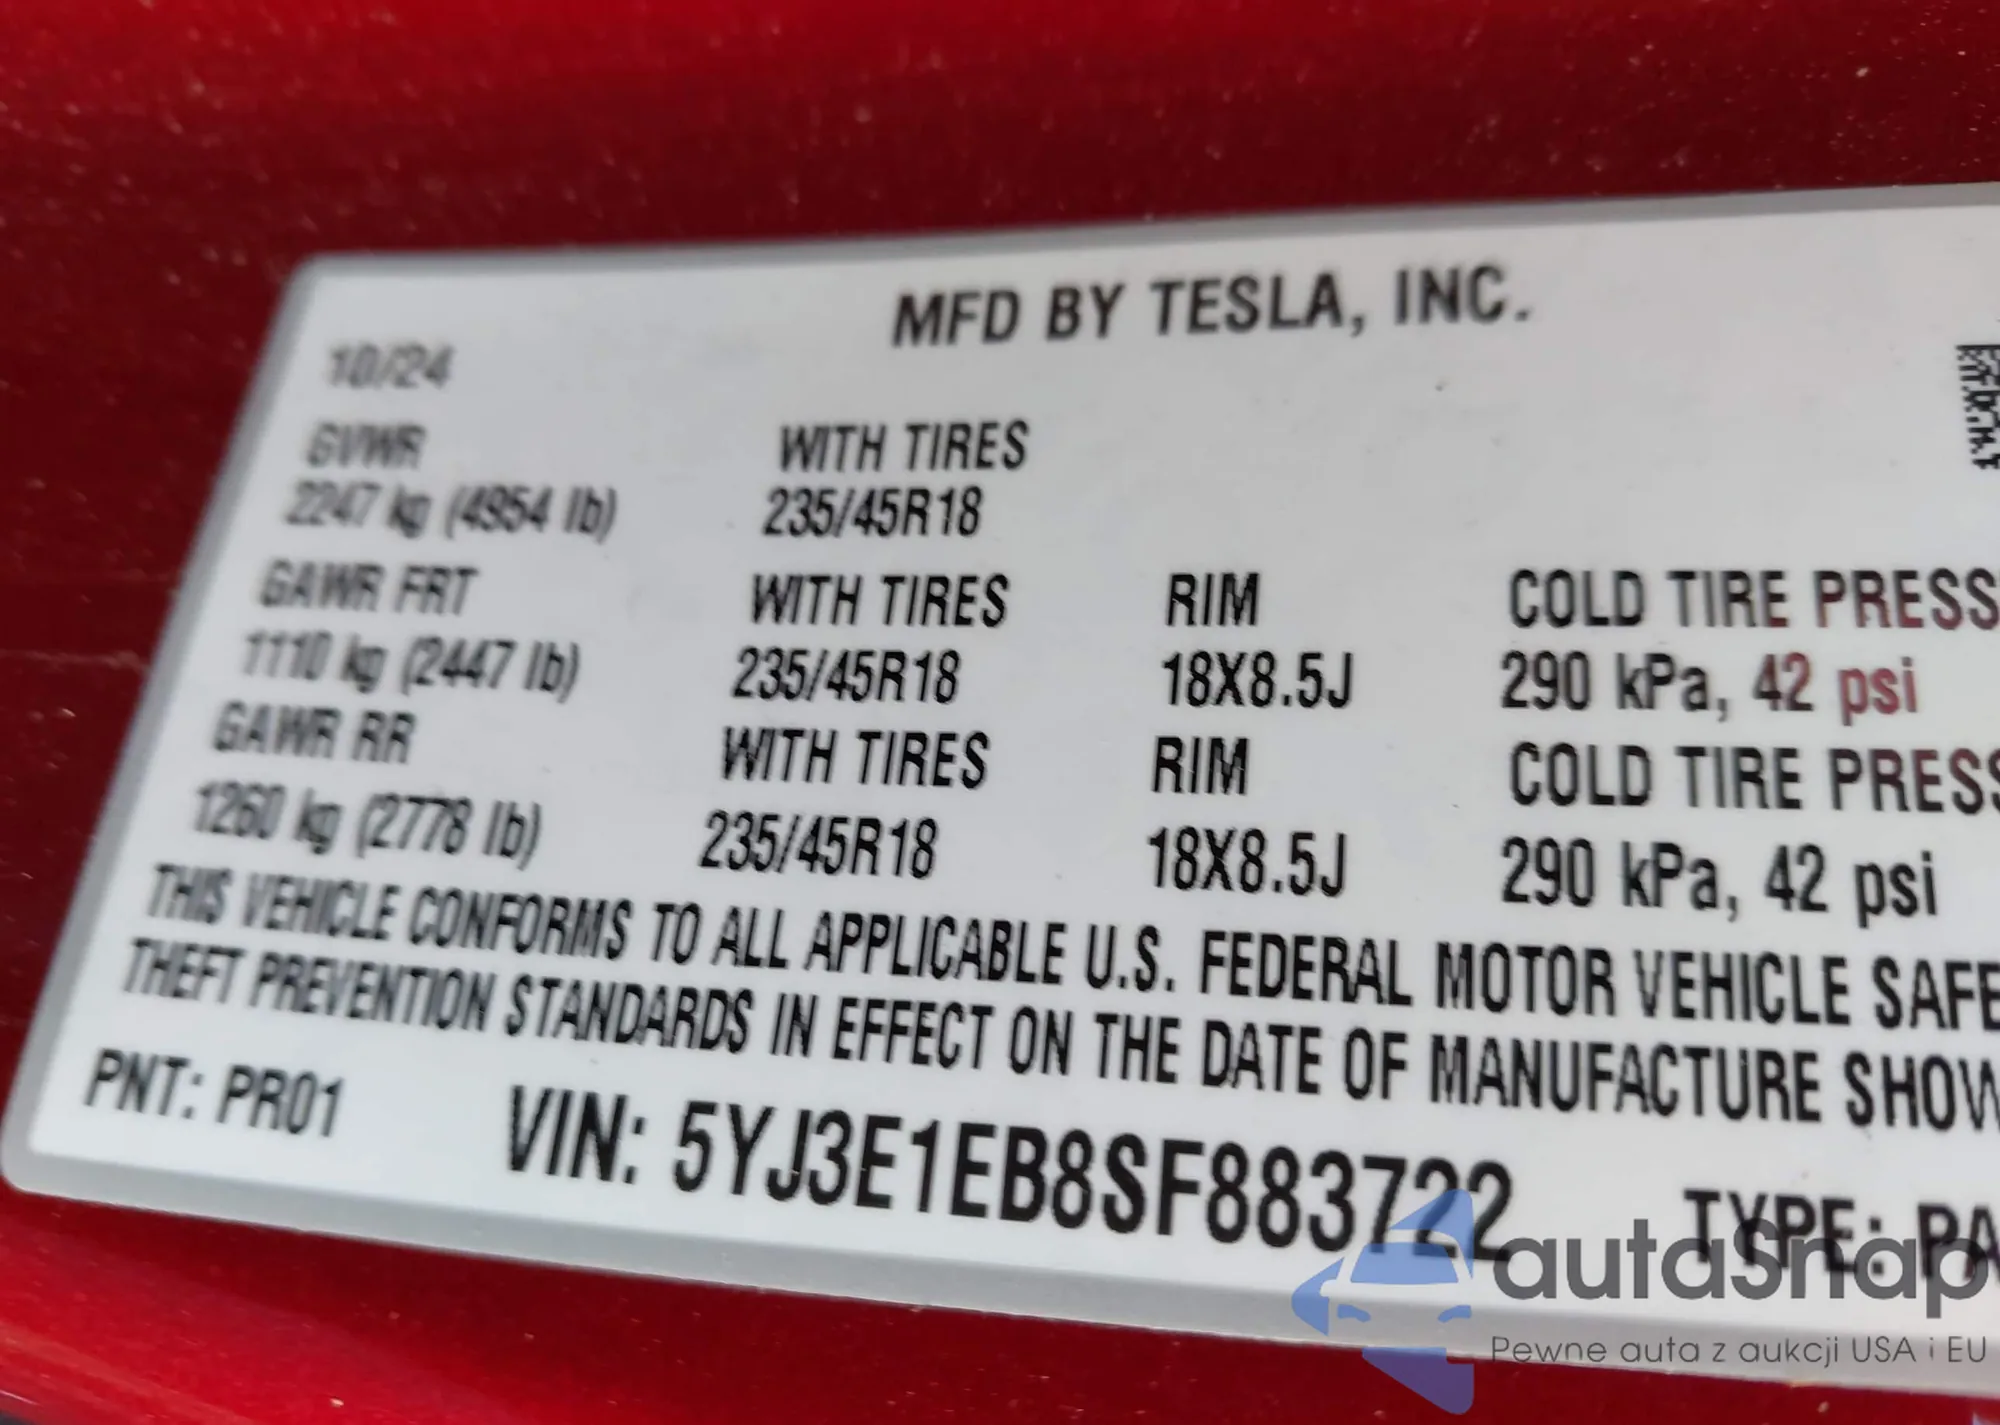 MFD BY TESLA, INC.
10/24
GVWR WITH TIRES
2247 kg (4954 lb) 235/45R18
GAWR FRT WITH TIRES RIM COLD TIRE PRESS
1110 kg (2447 lb) 235/45R18 18X8.5J 290 kPa, 42 psi
GAWR RR WITH TIRES RIM COLD TIRE PRESS
1260 kg (2778 lb) 235/45R18 18X8.5J 290 kPa, 42 psi
THIS VEHICLE CONFORMS TO ALL APPLICABLE U.S. FEDERAL MOTOR VEHICLE SAFE
THEFT PREVENTION STANDARDS IN EFFECT ON THE DATE OF MANUFACTURE SHOW
PNT: PR01 VIN: 5YJ3E1EB8SF883722 TYPE: PA
autaSnap
Pewne auta z aukcji USA i EU